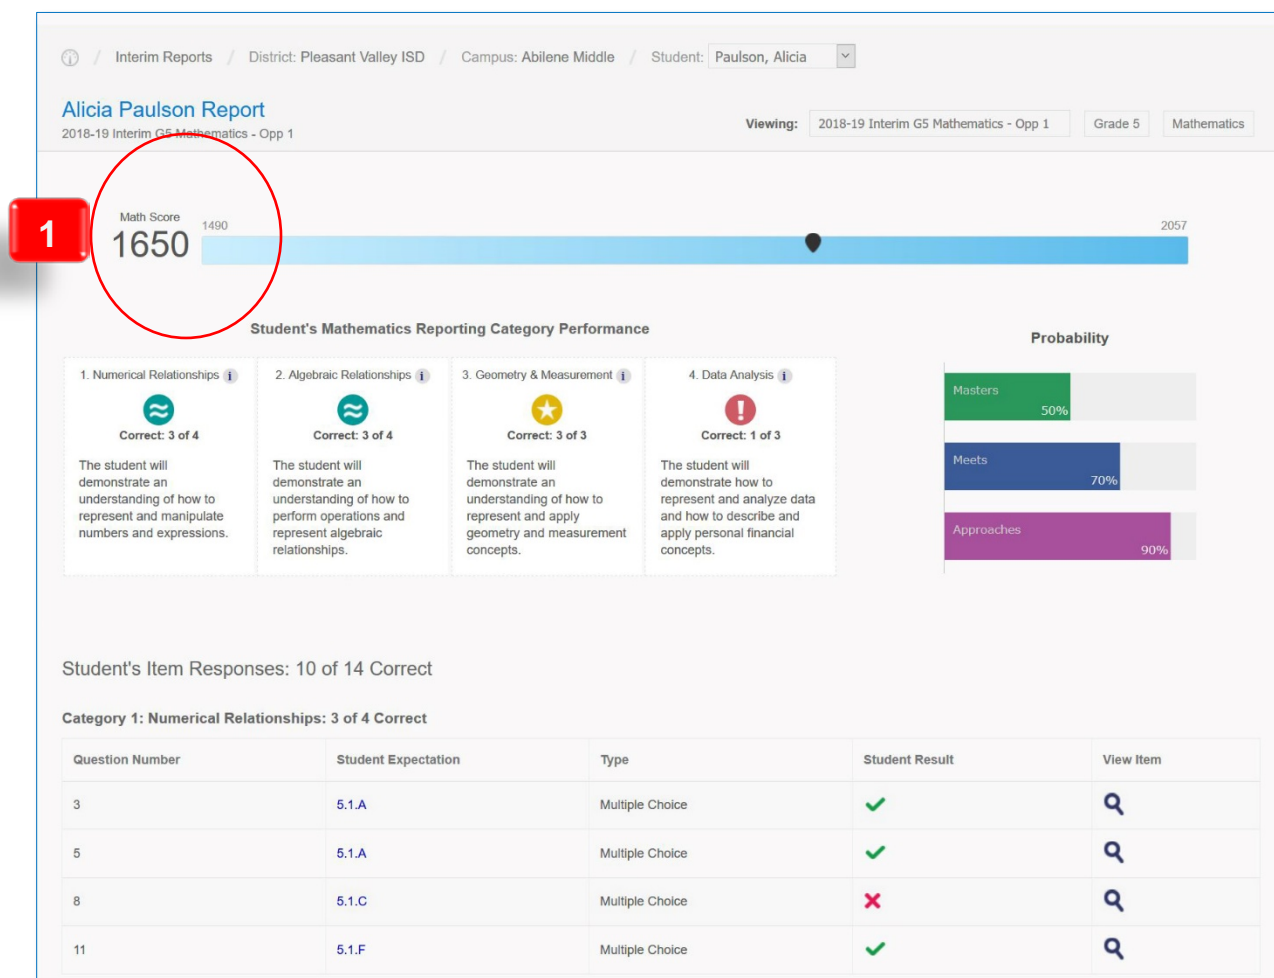 / Interim Reports / District: Pleasant Valley ISD / Campus: Abilene Middle / Student: Paulson, Alicia
Alicia Paulson Report
2018-19 Interim G5 Mathematics - Opp 1
Viewing: 2018-19 Interim G5 Mathematics - Opp 1 Grade 5 Mathematics
1
Math Score
1650
1490
2057
Student's Mathematics Reporting Category Performance
1. Numerical Relationships i
Correct: 3 of 4
The student will
demonstrate an
understanding of how to
represent and manipulate
numbers and expressions.
2. Algebraic Relationships i
Correct: 3 of 4
The student will
demonstrate an
understanding of how to
perform operations and
represent algebraic
relationships.
3. Geometry & Measurement i
Correct: 3 of 3
The student will
demonstrate an
understanding of how to
represent and apply
geometry and measurement
concepts.
4. Data Analysis i
Correct: 1 of 3
The student will
demonstrate how to
represent and analyze data
and how to describe and
apply personal financial
concepts.
Probability
Masters
50%
Meets
70%
Approaches
90%
Student's Item Responses: 10 of 14 Correct
Category 1: Numerical Relationships: 3 of 4 Correct
Question Number Student Expectation Type Student Result View Item
3 5.1.A Multiple Choice
5 5.1.A Multiple Choice
8 5.1.C Multiple Choice
11 5.1.F Multiple Choice